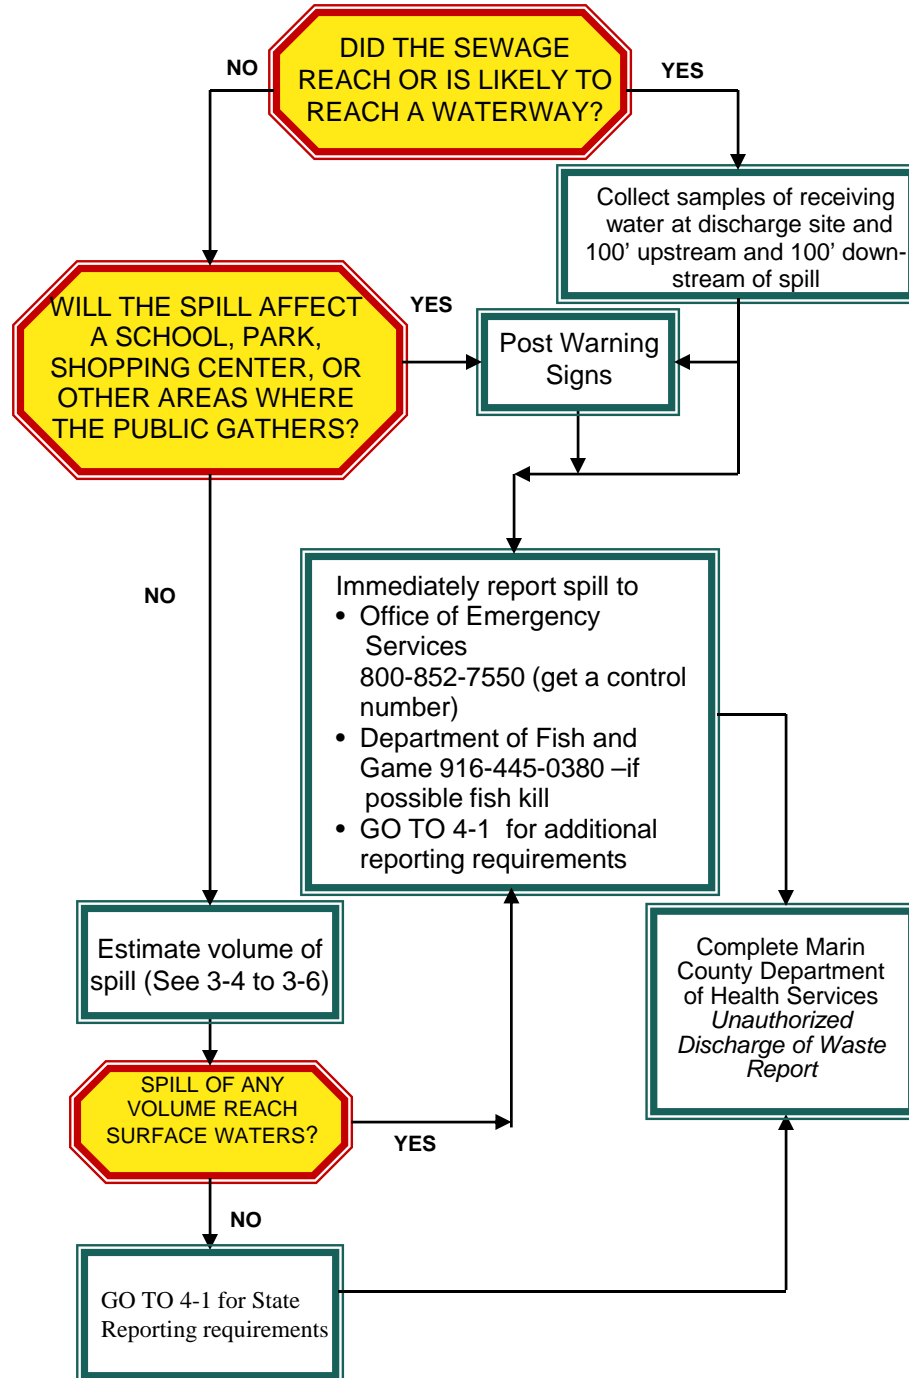 DID THE SEWAGE
REACH OR IS LIKELY TO
REACH A WATERWAY?
NO
YES
Collect samples of receiving
water at discharge site and
100' upstream and 100' down-
stream of spill
WILL THE SPILL AFFECT
A SCHOOL, PARK,
SHOPPING CENTER, OR
OTHER AREAS WHERE
THE PUBLIC GATHERS?
YES
Post Warning
Signs
NO
Immediately report spill to
• Office of Emergency
Services
800-852-7550 (get a control
number)
• Department of Fish and
Game 916-445-0380 –if
possible fish kill
• GO TO 4-1 for additional
reporting requirements
Estimate volume of
spill (See 3-4 to 3-6)
Complete Marin
County Department
of Health Services
Unauthorized
Discharge of Waste
Report
SPILL OF ANY
VOLUME REACH
SURFACE WATERS?
YES
NO
GO TO 4-1 for State
Reporting requirements